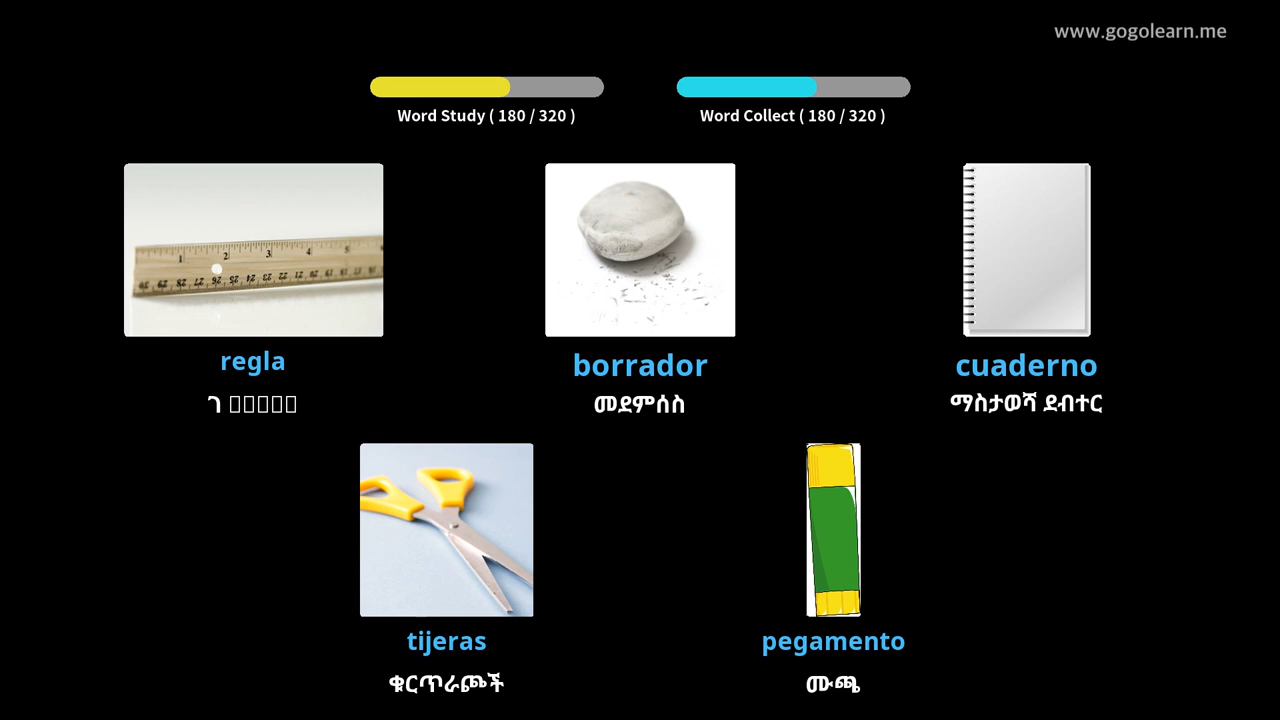 www.gogolearn.me
Word Study ( 180 / 320 )
Word Collect ( 180 / 320 )
regla
borrador
cuaderno
ገ
መደምሰስ
ማስታወሻ ደብተር
tijeras
pegamento
ቁርጥራጮች
ሙጫ